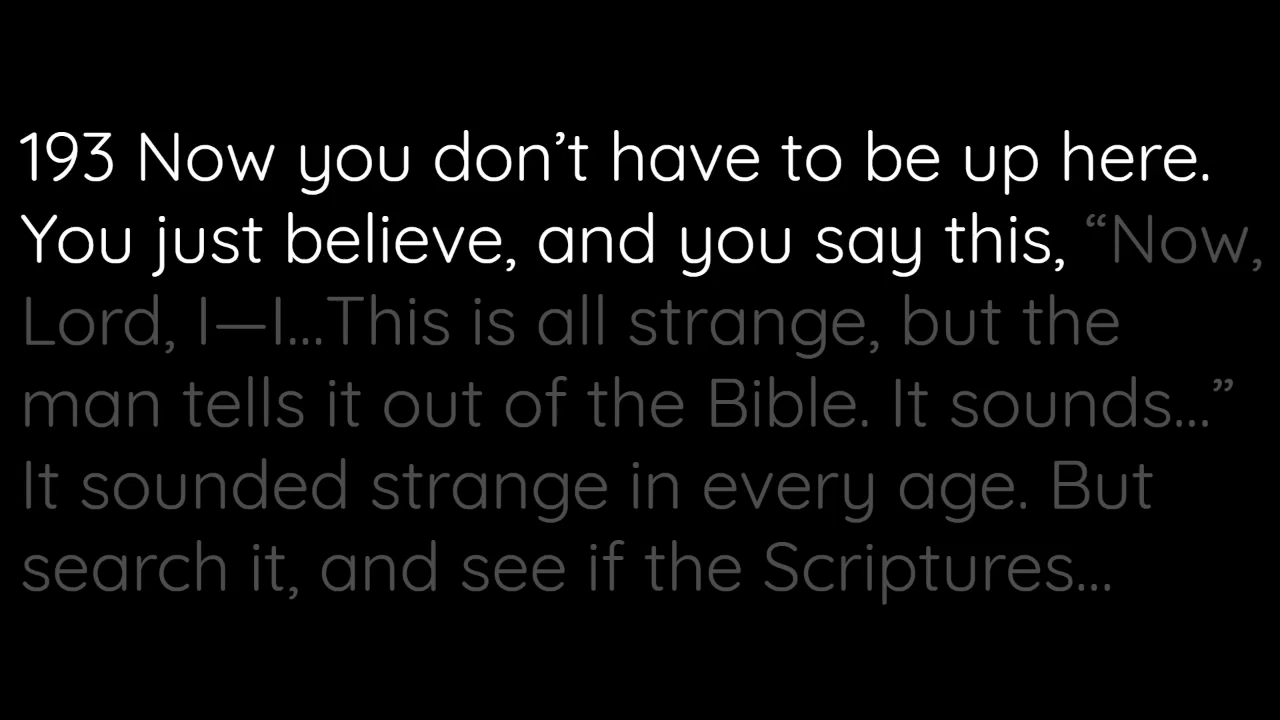 193 Now you don’t have to be up here.
You just believe, and you say this, “Now,
Lord, I—I...This is all strange, but the
man tells it out of the Bible. It sounds...”
It sounded strange in every age. But
search it, and see if the Scriptures...